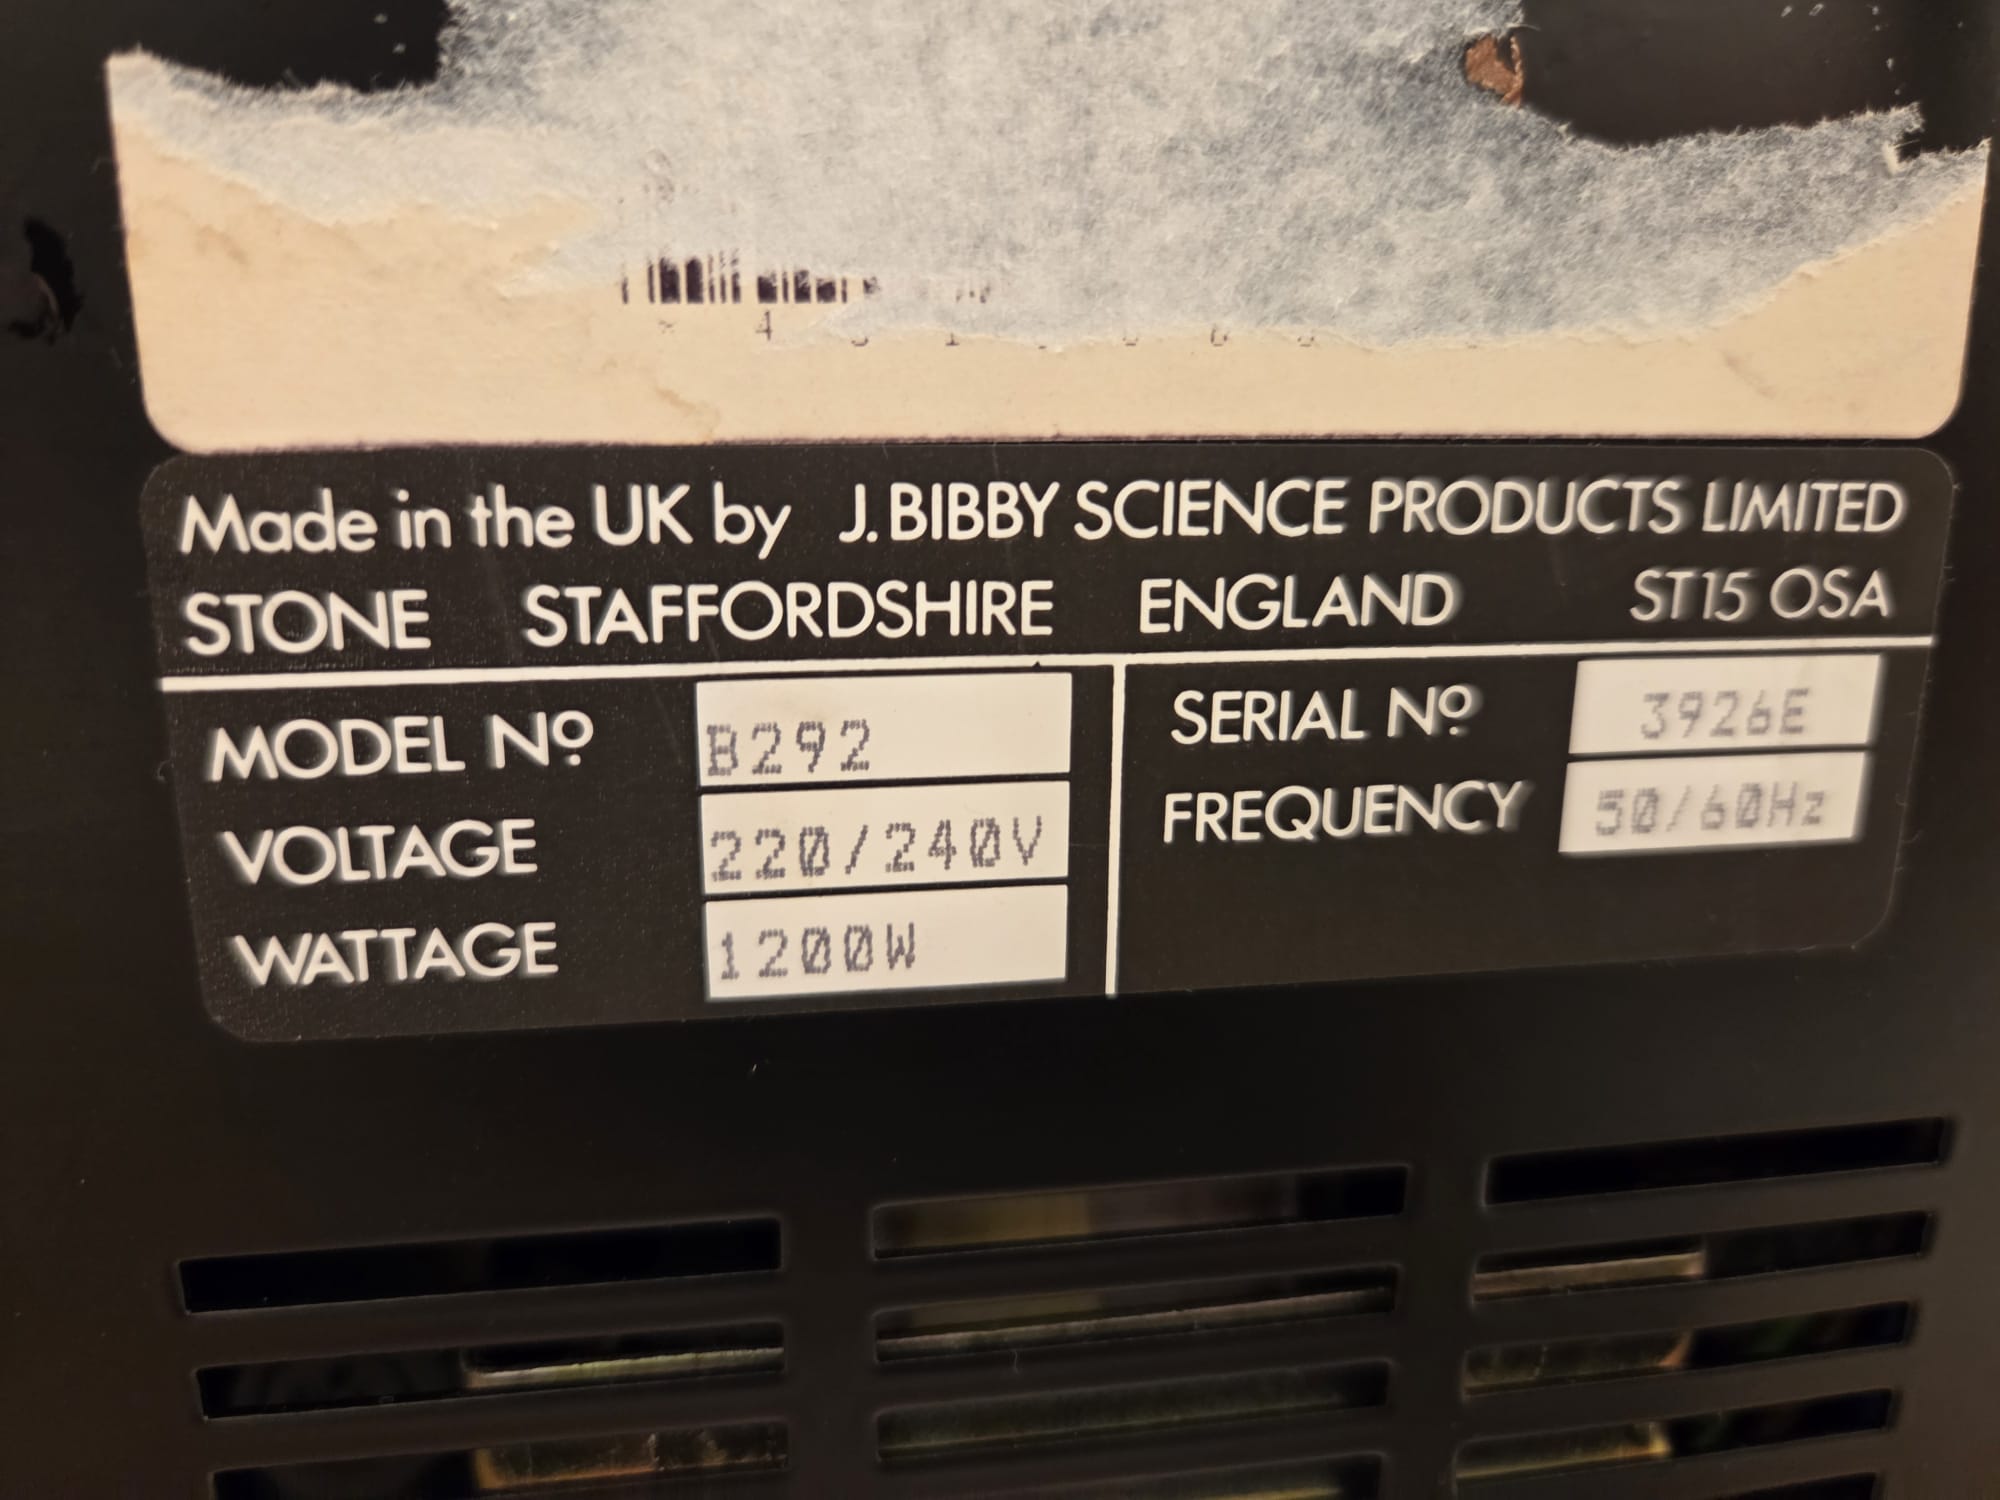 4
Made in the UK by J. BIBBY SCIENCE PRODUCTS LIMITED
STONE STAFFORDSHIRE ENGLAND ST15 OSA
MODEL Nº B292
VOLTAGE 220/240V
WATTAGE 1200W
SERIAL Nº 3926E
FREQUENCY 50/60Hz